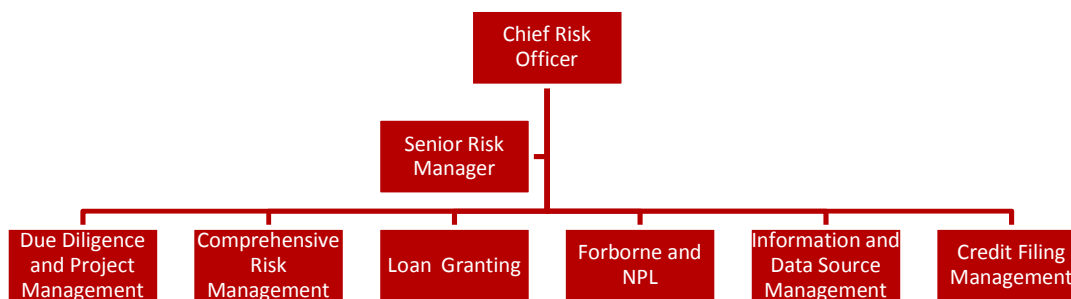 Chief Risk
Officer
Senior Risk
Manager
Due Diligence
and Project
Management
Comprehensive
Risk
Management
Loan Granting
Forborne and
NPL
Information and
Data Source
Management
Credit Filing
Management